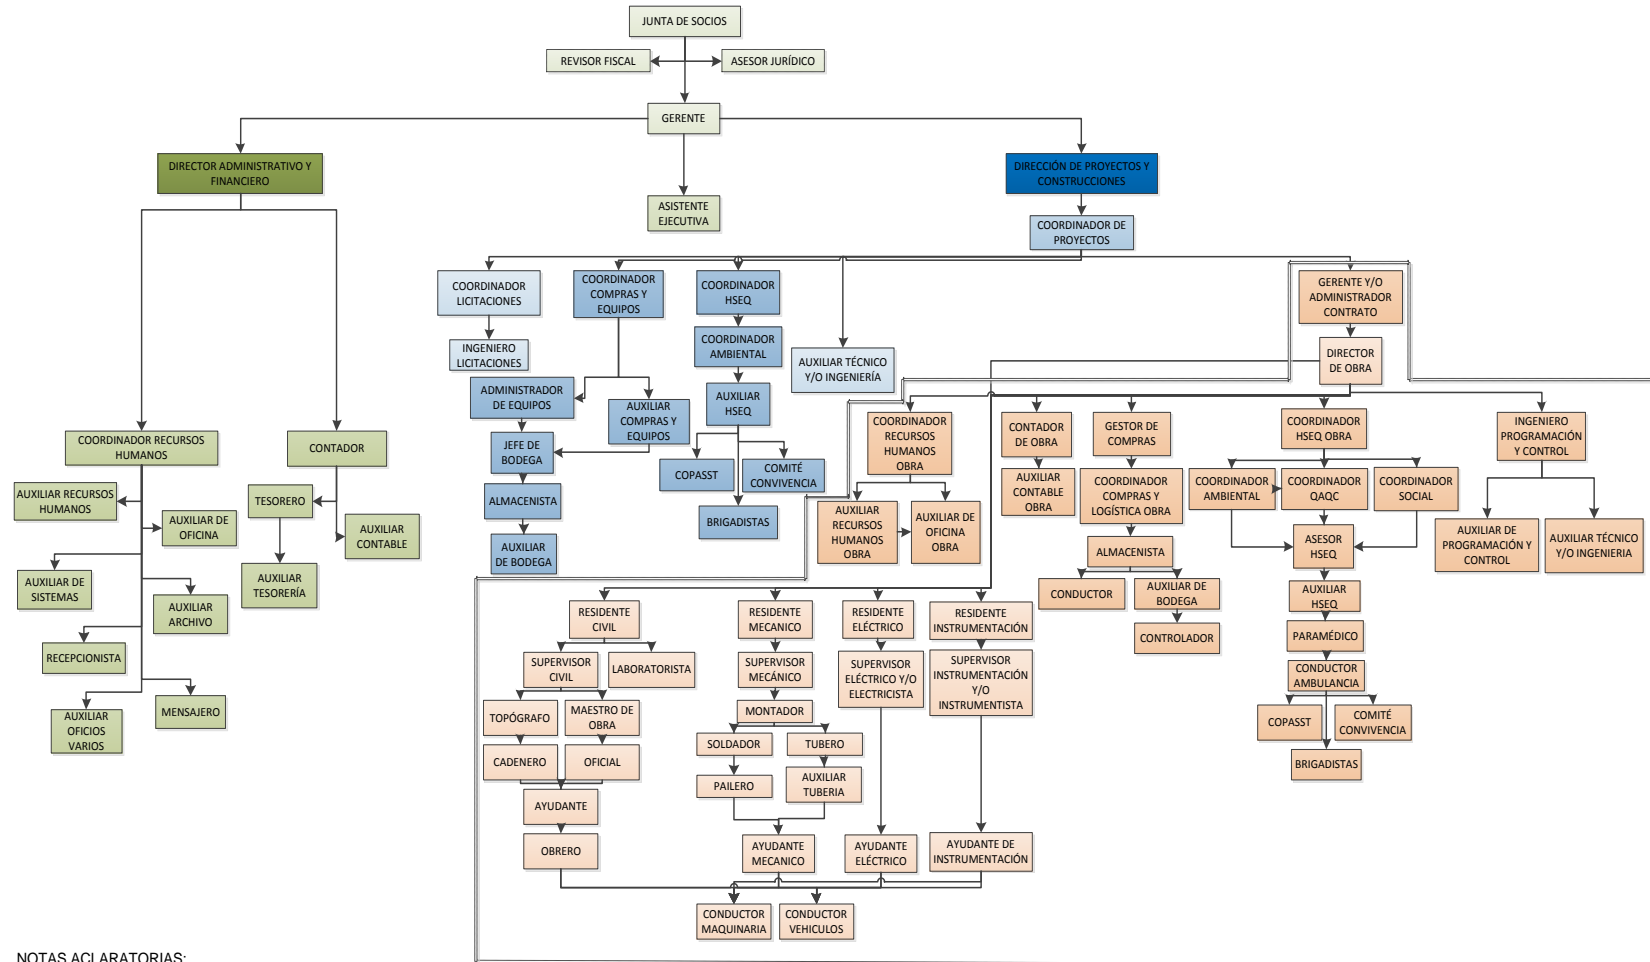 JUNTA DE SOCIOS
REVISOR FISCAL
ASESOR JURÍDICO
GERENTE
DIRECTOR ADMINISTRATIVO Y
FINANCIERO
ASISTENTE
EJECUTIVA
DIRECCIÓN DE PROYECTOS Y
CONSTRUCCIONES
COORDINADOR DE
PROYECTOS
COORDINADOR
LICITACIONES
COORDINADOR
COMPRAS Y
EQUIPOS
COORDINADOR
HSEQ
GERENTE Y/O
ADMINISTRADOR
CONTRATO
INGENIERO
LICITACIONES
COORDINADOR
AMBIENTAL
AUXILIAR TÉCNICO
Y/O INGENIERÍA
DIRECTOR
DE OBRA
ADMINISTRADOR
DE EQUIPOS
AUXILIAR
COMPRAS Y
EQUIPOS
AUXILIAR
HSEQ
JEFE DE
BODEGA
COPASST
COMITÉ
CONVIVENCIA
ALMACENISTA
BRIGADISTAS
AUXILIAR
DE BODEGA
COORDINADOR RECURSOS
HUMANOS
CONTADOR
AUXILIAR RECURSOS
HUMANOS
AUXILIAR DE
OFICINA
TESORERO
AUXILIAR
CONTABLE
AUXILIAR DE
SISTEMAS
AUXILIAR
ARCHIVO
AUXILIAR
TESORERÍA
RECEPCIONISTA
AUXILIAR
OFICIOS
VARIOS
MENSAJERO
COORDINADOR
RECURSOS
HUMANOS
OBRA
CONTADOR
DE OBRA
GESTOR DE
COMPRAS
COORDINADOR
HSEQ OBRA
INGENIERO
PROGRAMACIÓN
Y CONTROL
AUXILIAR
RECURSOS
HUMANOS
OBRA
AUXILIAR DE
OFICINA
OBRA
AUXILIAR
CONTABLE
OBRA
COORDINADOR
COMPRAS Y
LOGÍSTICA OBRA
COORDINADOR
AMBIENTAL
COORDINADOR
QAQC
COORDINADOR
SOCIAL
AUXILIAR DE
PROGRAMACIÓN Y
CONTROL
AUXILIAR TÉCNICO
Y/O INGENIERIA
ALMACENISTA
ASESOR
HSEQ
CONDUCTOR
AUXILIAR DE
BODEGA
AUXILIAR
HSEQ
CONTROLADOR
PARAMÉDICO
CONDUCTOR
AMBULANCIA
COPASST
COMITÉ
CONVIVENCIA
BRIGADISTAS
RESIDENTE
CIVIL
RESIDENTE
MECANICO
RESIDENTE
ELÉCTRICO
RESIDENTE
INSTRUMENTACIÓN
SUPERVISOR
CIVIL
LABORATORISTA
SUPERVISOR
MECÁNICO
SUPERVISOR
ELÉCTRICO Y/O
ELECTRICISTA
SUPERVISOR
INSTRUMENTACIÓN
Y/O
INSTRUMENTISTA
TOPÓGRAFO
MAESTRO DE
OBRA
MONTADOR
CADENERO
OFICIAL
SOLDADOR
TUBERO
PAILERO
AUXILIAR
TUBERIA
AYUDANTE
OBRERO
AYUDANTE
MECANICO
AYUDANTE
ELÉCTRICO
AYUDANTE DE
INSTRUMENTACIÓN
CONDUCTOR
MAQUINARIA
CONDUCTOR
VEHICULOS
NOTAS ACLARATORIAS: